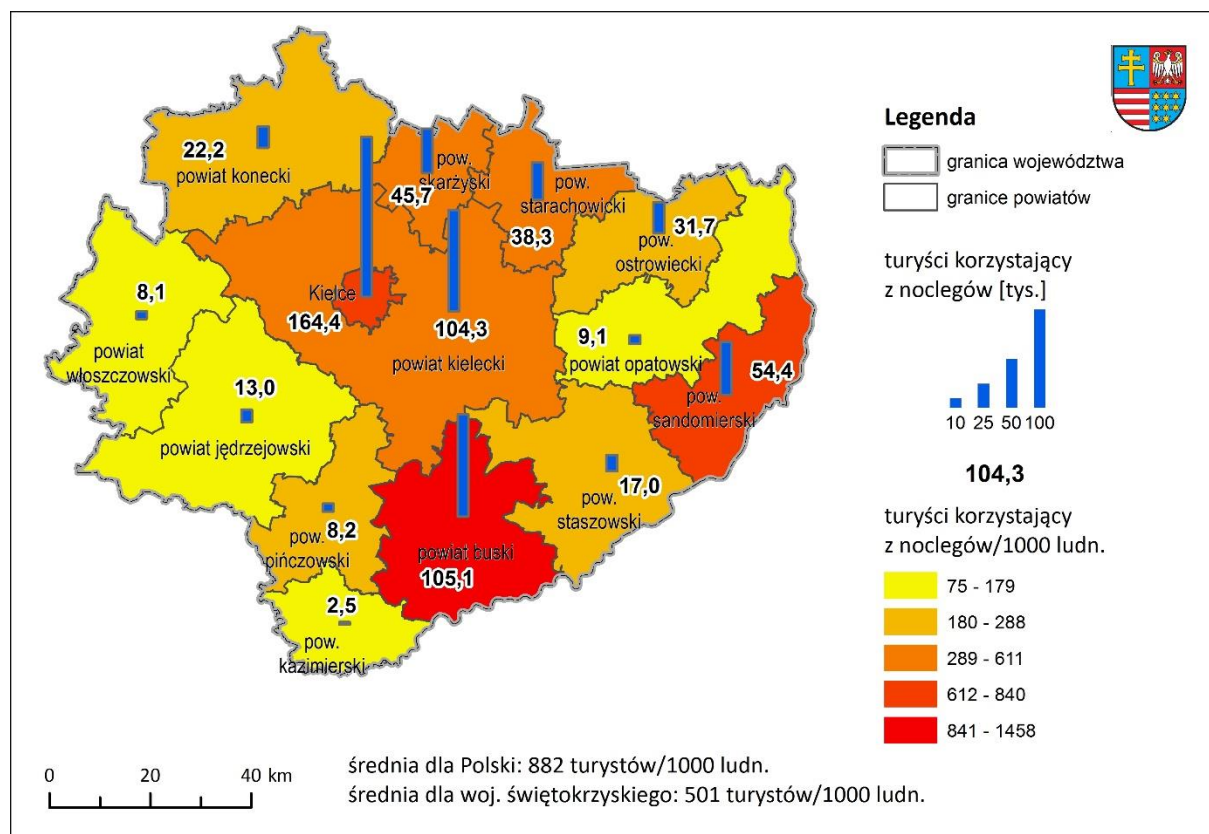 22,2
powiat konecki
45,7
pow.
skarżyski
pow.
starachowicki
38,3
31,7
pow.
ostrowiecki
8,1
powiat
włoszczowski
Kielce
164,4
104,3
powiat kielecki
9,1
powiat opatowski
54,4
pow.
sandomierski
13,0
powiat jędrzejowski
17,0
pow.
staszowski
8,2
pow.
pińczowski
powiat buski
105,1
2,5
pow.
kazimierski
Legenda
granica województwa
granice powiatów
turyści korzystający
z noclegów [tys.]
10 25 50 100
104,3
turyści korzystający
z noclegów/1000 ludn.
75 - 179
180 - 288
289 - 611
612 - 840
841 - 1458
0 20 40 km
średnia dla Polski: 882 turystów/1000 ludn.
średnia dla woj. świętokrzyskiego: 501 turystów/1000 ludn.